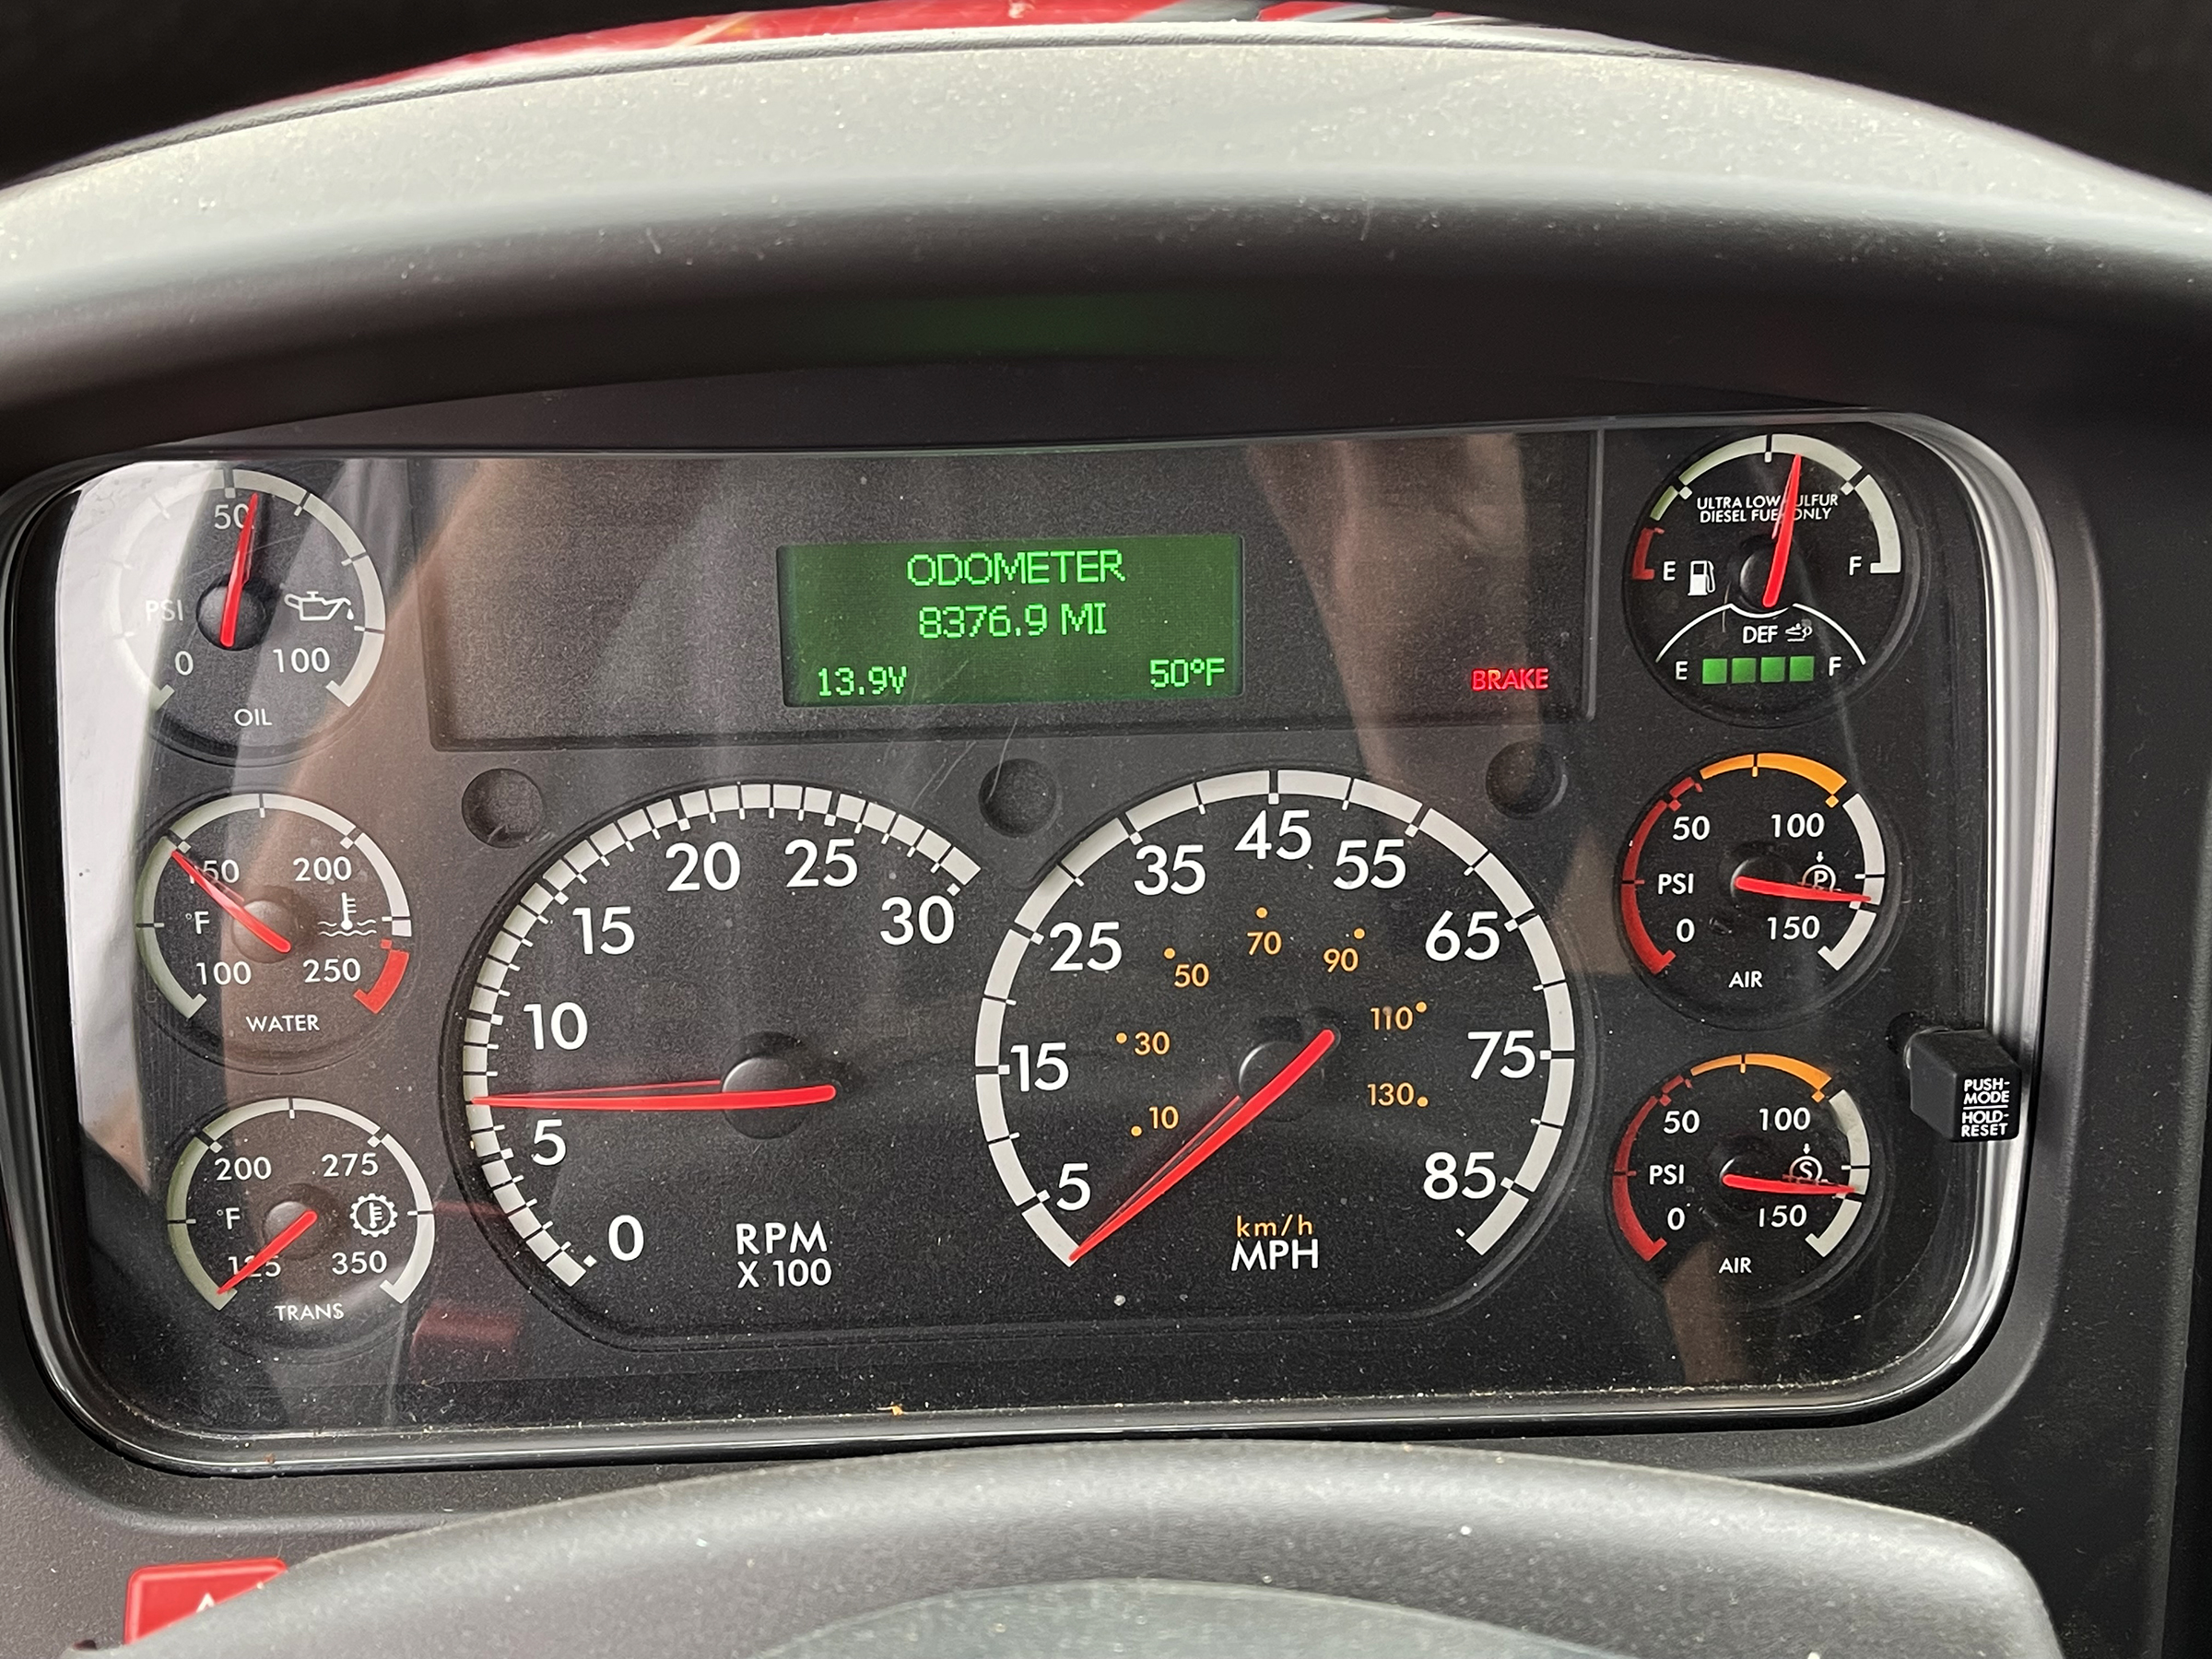 50
PSI
0
100
OIL
150
200
°F
100
250
WATER
200
275
°F
125
350
TRANS
ODOMETER
8376.9 MI
13.9V
50°F
BRAKE
0
5
10
15
20
25
30
RPM
X 100
5
15
25
35
45
55
65
75
85
10
30
50
70
90
110
130
km/h
MPH
ULTRA LOW SULFUR
DIESEL FUEL ONLY
E
F
DEF
E
F
50
100
PSI
P
0
150
AIR
50
100
PSI
S
0
150
AIR
PUSH-
MODE
HOLD-
RESET